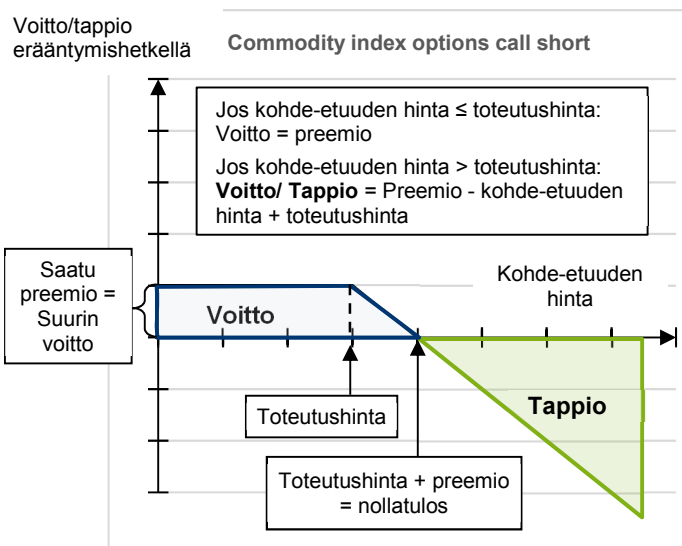 Voitto/tappio
erääntymishetkellä
Commodity index options call short
Jos kohde-etuuden hinta ≤ toteutushinta:
Voitto = preemio
Jos kohde-etuuden hinta > toteutushinta:
Voitto/ Tappio = Preemio - kohde-etuuden
hinta + toteutushinta
Saatu
preemio =
Suurin
voitto
Voitto
Kohde-etuuden
hinta
Toteutushinta
Tappio
Toteutushinta + preemio
= nollatulos